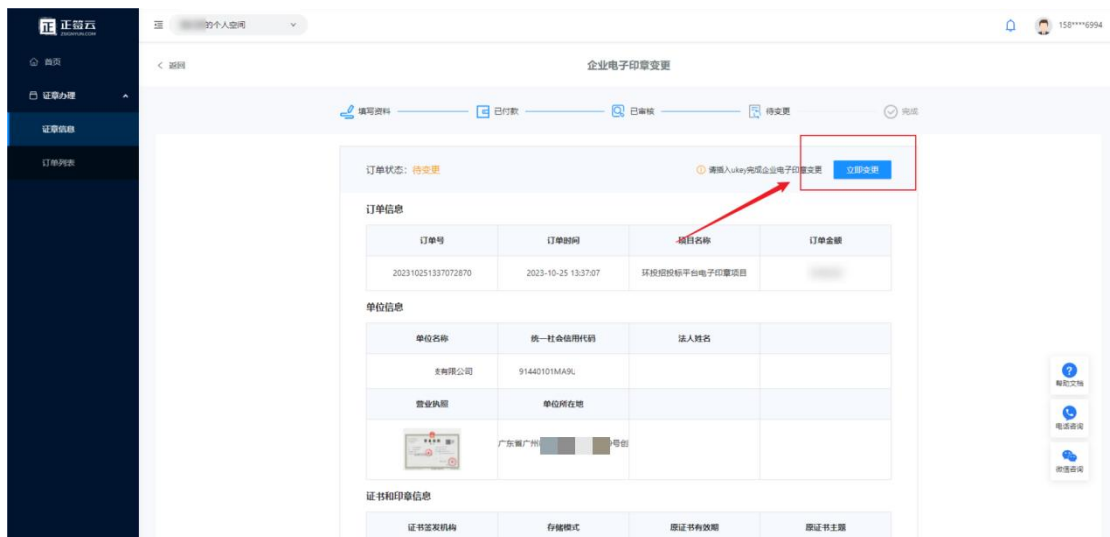 正签云
ZSIGNYUN.COM
的个人空间
158****6994
首页
证章办理
证章信息
订单列表
返回
企业电子印章变更
填写资料
已付款
已审核
待变更
完成
订单状态：待变更
请插入ukey完成企业电子印章变更
立即变更
订单信息
订单号 订单时间 项目名称 订单金额
202310251337072870 2023-10-25 13:37:07 环投招投标平台电子印章项目
单位信息
单位名称 统一社会信用代码 法人姓名
支有限公司 91440101MA9L
营业执照 单位所在地
广东省广州 号创
证书和印章信息
证书签发机构 存储模式 原证书有效期 原证书主题
帮助文档
电话咨询
微信咨询